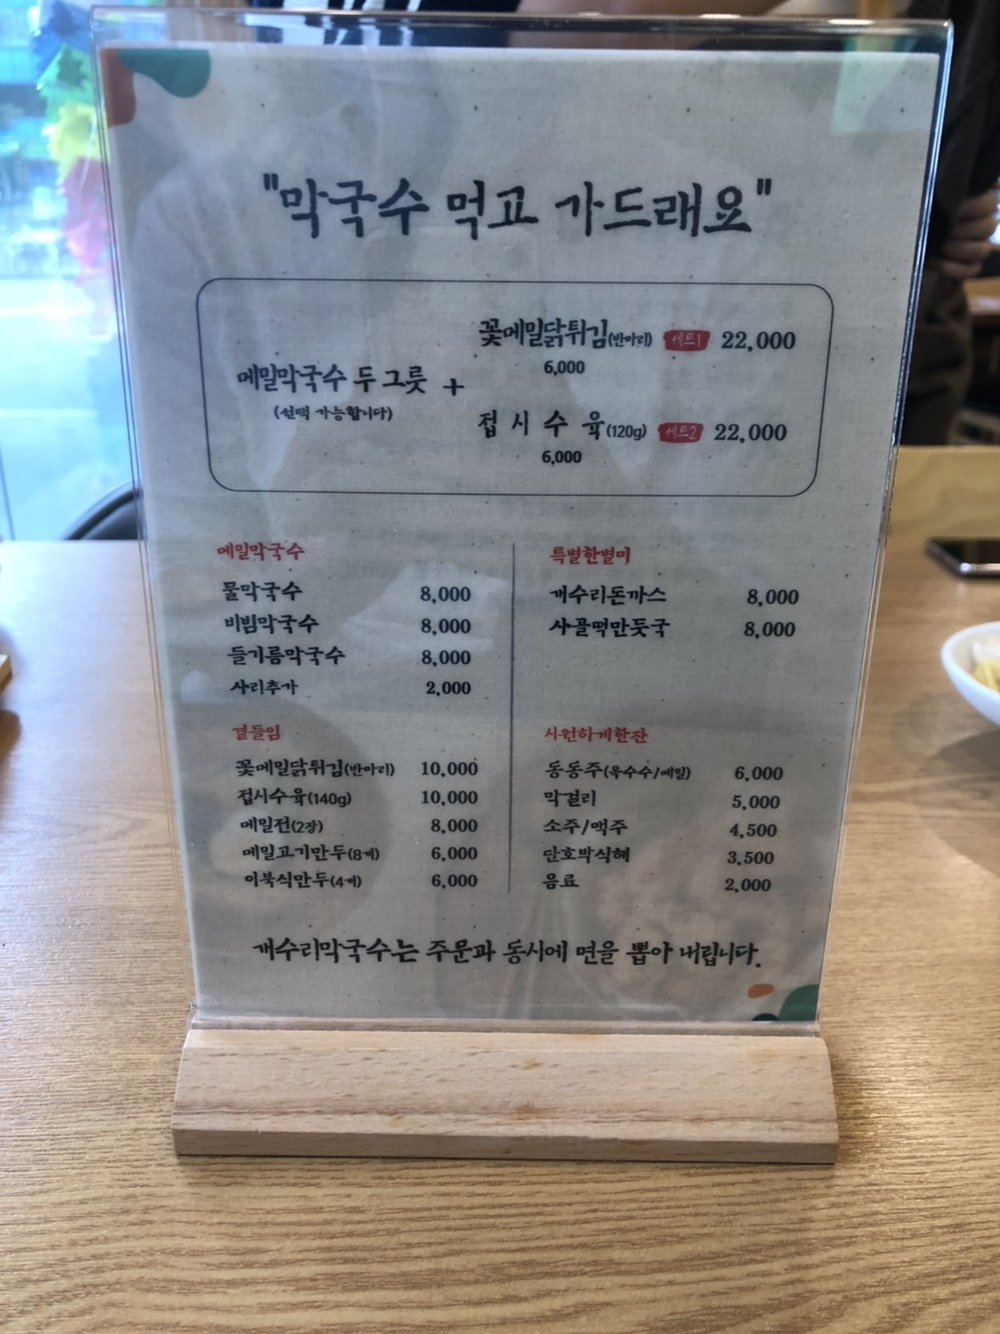 "막국수 먹고 가드래요"
메밀막국수 두 그릇 +
(선택 가능합니다)
꽃메밀닭튀김(반마리) 세트1 22,000
6,000
접시수육(120g) 세트2 22,000
6,000
메밀막국수
물막국수 8,000
비빔막국수 8,000
들기름막국수 8,000
사리추가 2,000
곁들임
꽃메밀닭튀김(반마리) 10,000
접시수육(140g) 10,000
메밀전(2장) 8,000
메밀고기만두(8개) 6,000
이북식만두(4개) 6,000
특별한별미
개수리돈까스 8,000
사골떡만둣국 8,000
시원하게한잔
동동주(옥수수/메밀) 6,000
막걸리 5,000
소주/맥주 4,500
단호박식혜 3,500
음료 2,000
개수리막국수는 주문과 동시에 면을 뽑아 내립니다.